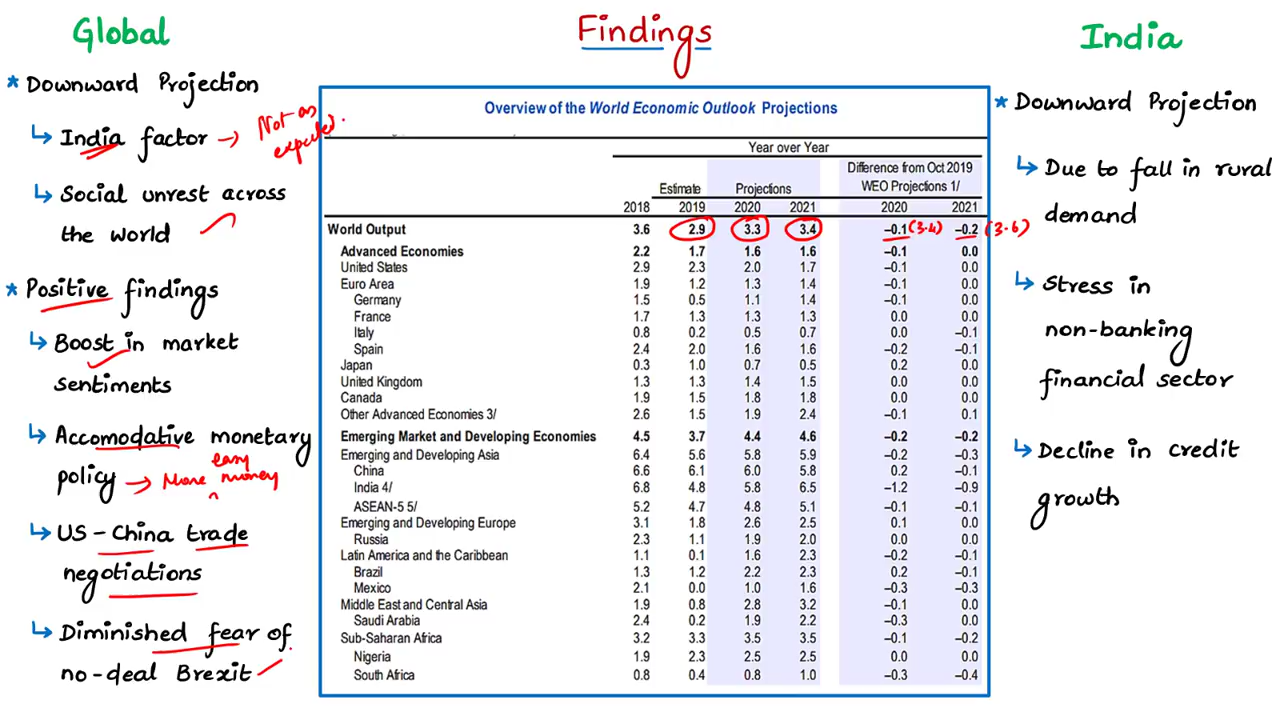 Findings
Global
* Downward Projection
↳ India factor → Not as
expected.
↳ Social unrest across
the world
* Positive findings
↳ Boost in market
sentiments
↳ Accomodative monetary
policy → More easy money
↳ US - China trade
negotiations
↳ Diminished fear of
no-deal Brexit
Overview of the World Economic Outlook Projections
Year over Year
Difference from Oct 2019
Estimate Projections WEO Projections 1/
2018 2019 2020 2021 2020 2021
World Output 3.6 2.9 3.3 3.4 –0.1 (3.4) –0.2 (3.6)
Advanced Economies 2.2 1.7 1.6 1.6 –0.1 0.0
United States 2.9 2.3 2.0 1.7 –0.1 0.0
Euro Area 1.9 1.2 1.3 1.4 –0.1 0.0
Germany 1.5 0.5 1.1 1.4 –0.1 0.0
France 1.7 1.3 1.3 1.3 0.0 0.0
Italy 0.8 0.2 0.5 0.7 0.0 –0.1
Spain 2.4 2.0 1.6 1.6 –0.2 –0.1
Japan 0.3 1.0 0.7 0.5 0.2 0.0
United Kingdom 1.3 1.3 1.4 1.5 0.0 0.0
Canada 1.9 1.5 1.8 1.8 0.0 0.0
Other Advanced Economies 3/ 2.6 1.5 1.9 2.4 –0.1 0.1
Emerging Market and Developing Economies 4.5 3.7 4.4 4.6 –0.2 –0.2
Emerging and Developing Asia 6.4 5.6 5.8 5.9 –0.2 –0.3
China 6.6 6.1 6.0 5.8 0.2 –0.1
India 4/ 6.8 4.8 5.8 6.5 –1.2 –0.9
ASEAN-5 5/ 5.2 4.7 4.8 5.1 –0.1 –0.1
Emerging and Developing Europe 3.1 1.8 2.6 2.5 0.1 0.0
Russia 2.3 1.1 1.9 2.0 0.0 0.0
Latin America and the Caribbean 1.1 0.1 1.6 2.3 –0.2 –0.1
Brazil 1.3 1.2 2.2 2.3 0.2 –0.1
Mexico 2.1 0.0 1.0 1.6 –0.3 –0.3
Middle East and Central Asia 1.9 0.8 2.8 3.2 –0.1 0.0
Saudi Arabia 2.4 0.2 1.9 2.2 –0.3 0.0
Sub-Saharan Africa 3.2 3.3 3.5 3.5 –0.1 –0.2
Nigeria 1.9 2.3 2.5 2.5 0.0 0.0
South Africa 0.8 0.4 0.8 1.0 –0.3 –0.4
India
* Downward Projection
↳ Due to fall in rural
demand
↳ Stress in
non-banking
financial sector
↳ Decline in credit
growth